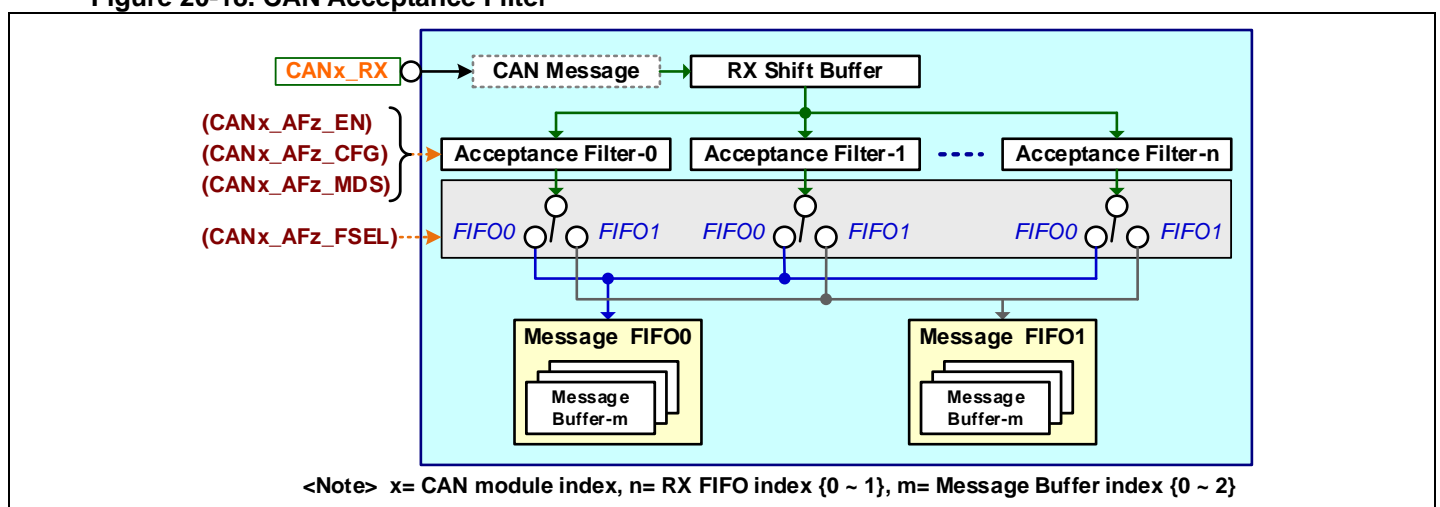 Figure 20-18. CAN Acceptance Filter
CANx_RX
CAN Message
RX Shift Buffer
(CANx_AFz_EN)
(CANx_AFz_CFG)
(CANx_AFz_MDS)
Acceptance Filter-0
Acceptance Filter-1
Acceptance Filter-n
(CANx_AFz_FSEL)
FIFO0
FIFO1
FIFO0
FIFO1
FIFO0
FIFO1
Message FIFO0
Message
Buffer-m
Message FIFO1
Message
Buffer-m
<Note> x= CAN module index, n= RX FIFO index {0 ~ 1}, m= Message Buffer index {0 ~ 2}